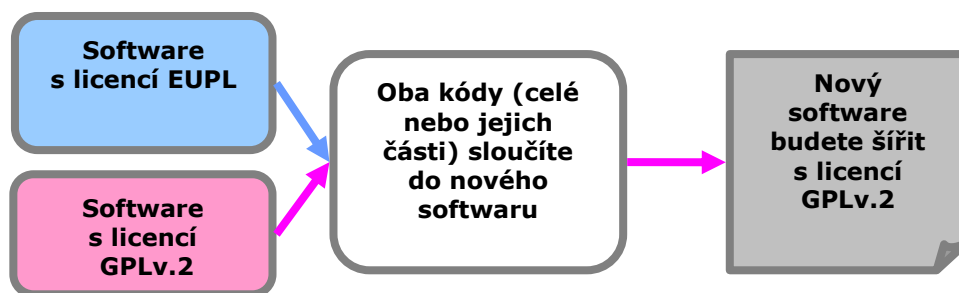 Software
s licencí EUPL
Software
s licencí
GPLv.2
Oba kódy (celé
nebo jejich
části) sloučíte
do nového
softwaru
Nový
software
budete šířit
s licencí
GPLv.2